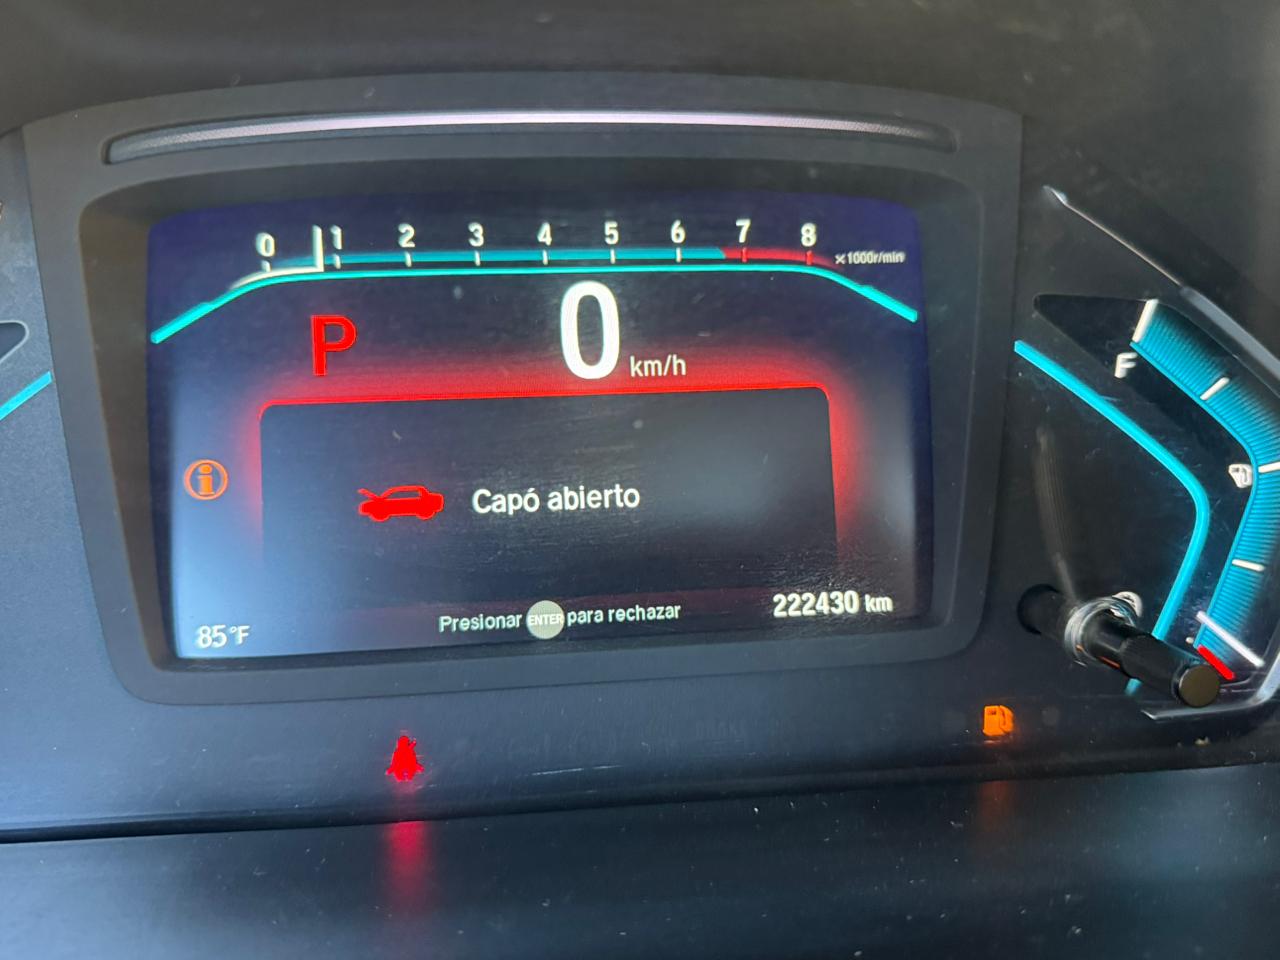 0 1 2 3 4 5 6 7 8 ×1000r/min
P 0 km/h
F
Capó abierto
Presionar ENTER para rechazar
222430 km
85°F